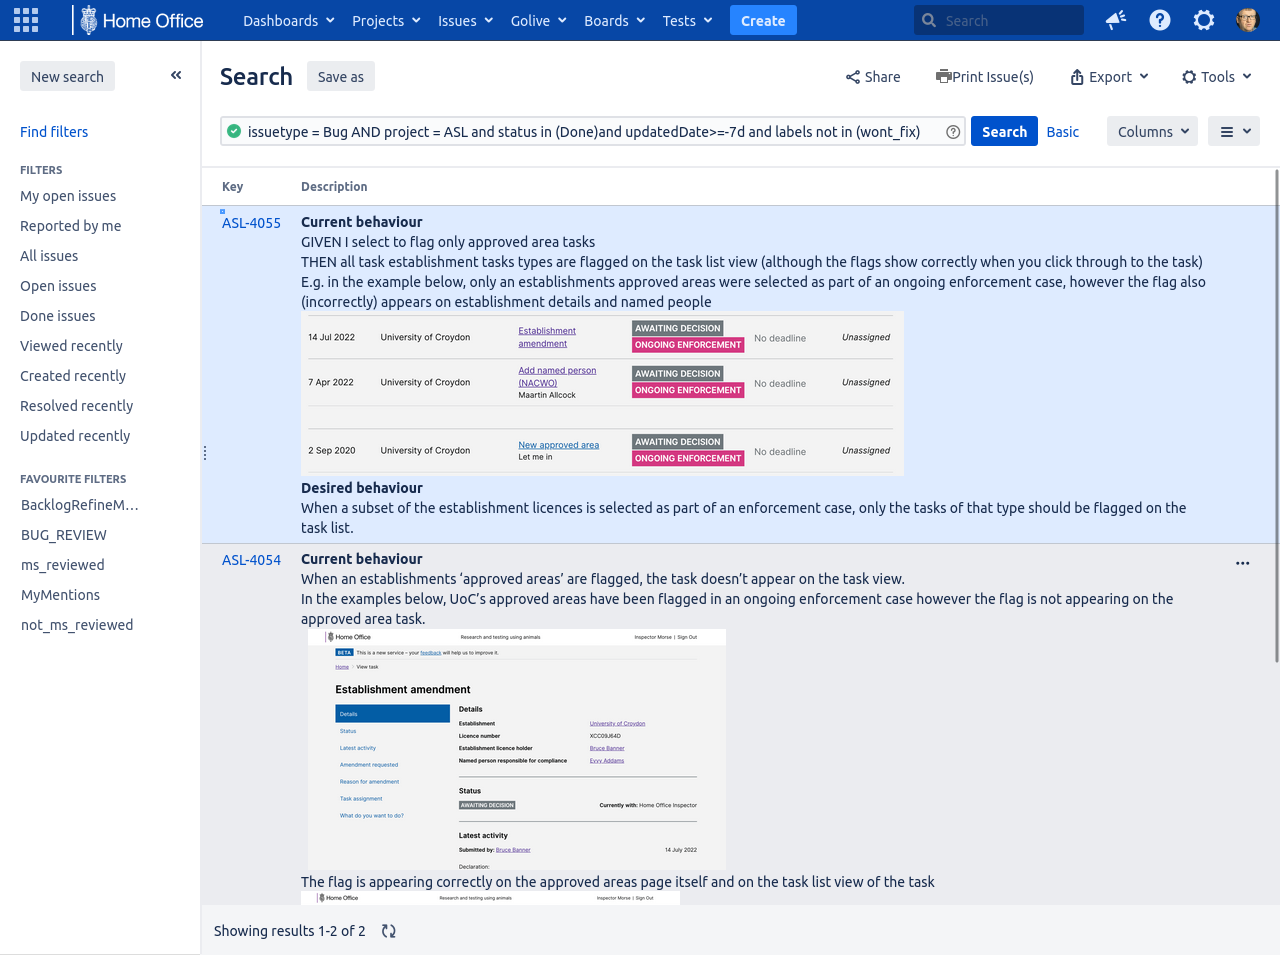 Home Office
Dashboards
Projects
Issues
Golive
Boards
Tests
Create
Search
New search
Search
Save as
Share
Print Issue(s)
Export
Tools
issuetype = Bug AND project = ASL and status in (Done)and updatedDate>=-7d and labels not in (wont_fix)
Search
Basic
Columns
Find filters
FILTERS
My open issues
Reported by me
All issues
Open issues
Done issues
Viewed recently
Created recently
Resolved recently
Updated recently
FAVOURITE FILTERS
BacklogRefineM...
BUG_REVIEW
ms_reviewed
MyMentions
not_ms_reviewed
Key
Description
ASL-4055
Current behaviour
GIVEN I select to flag only approved area tasks
THEN all task establishment tasks types are flagged on the task list view (although the flags show correctly when you click through to the task)
E.g. in the example below, only an establishments approved areas were selected as part of an ongoing enforcement case, however the flag also
(incorrectly) appears on establishment details and named people
14 Jul 2022
University of Croydon
Establishment
amendment
AWAITING DECISION
ONGOING ENFORCEMENT
No deadline
Unassigned
7 Apr 2022
University of Croydon
Add named person
(NACWO)
Maartin Allcock
AWAITING DECISION
ONGOING ENFORCEMENT
No deadline
Unassigned
2 Sep 2020
University of Croydon
New approved area
Let me in
AWAITING DECISION
ONGOING ENFORCEMENT
No deadline
Unassigned
Desired behaviour
When a subset of the establishment licences is selected as part of an enforcement case, only the tasks of that type should be flagged on the
task list.
ASL-4054
Current behaviour
When an establishments ‘approved areas’ are flagged, the task doesn’t appear on the task view.
In the examples below, UoC’s approved areas have been flagged in an ongoing enforcement case however the flag is not appearing on the
approved area task.
Home Office
Research and testing using animals
Inspector Morse | Sign Out
BETA
This is a new service – your feedback will help us to improve it.
Home
View task
Establishment amendment
Details
Status
Latest activity
Amendment requested
Reason for amendment
Task assignment
What do you want to do?
Details
Establishment
University of Croydon
Licence number
XCC09J64D
Establishment licence holder
Bruce Banner
Named person responsible for compliance
Evyy Addams
Status
AWAITING DECISION
Currently with: Home Office Inspector
Latest activity
Submitted by: Bruce Banner
14 July 2022
Declaration:
The flag is appearing correctly on the approved areas page itself and on the task list view of the task
Home Office
Research and testing using animals
Inspector Morse | Sign Out
Showing results 1-2 of 2